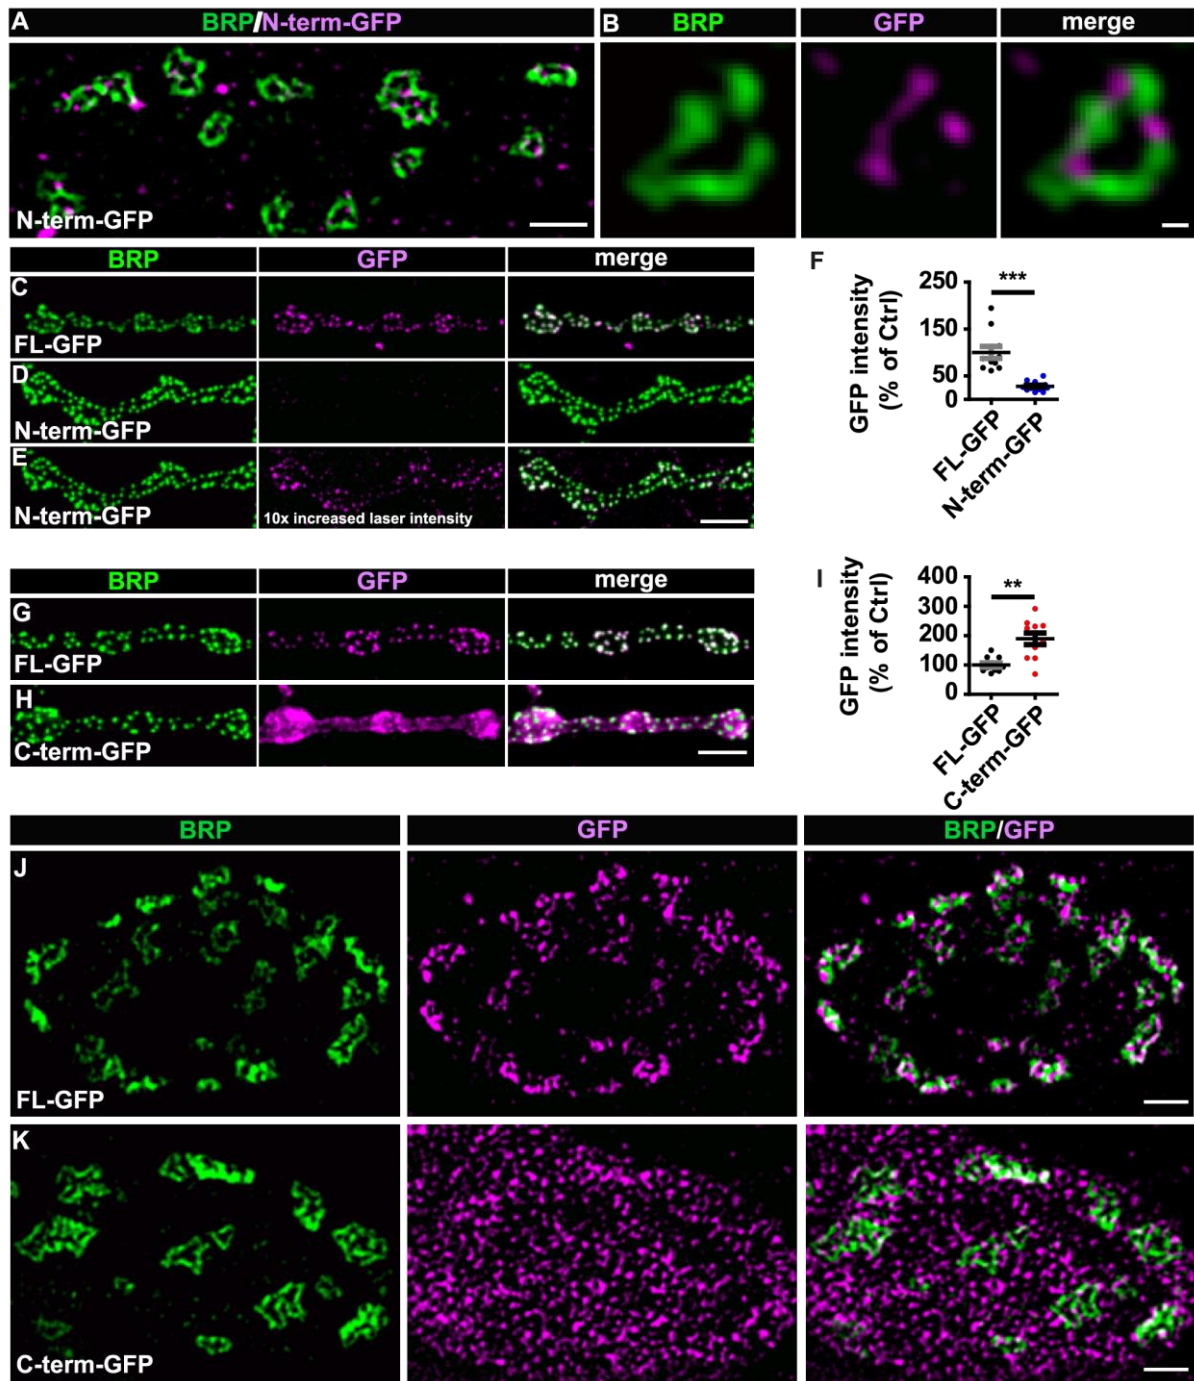 A BRP/N-term-GFP
N-term-GFP
B BRP GFP merge
BRP GFP merge
C
FL-GFP
D
N-term-GFP
E
N-term-GFP
10x increased laser intensity
F
GFP intensity
(% of Ctrl)
250
150
50
0
***
FL-GFP
N-term-GFP
BRP GFP merge
G
FL-GFP
H
C-term-GFP
I
GFP intensity
(% of Ctrl)
400
300
200
100
0
**
FL-GFP
C-term-GFP
BRP GFP BRP/GFP
J
FL-GFP
K
C-term-GFP